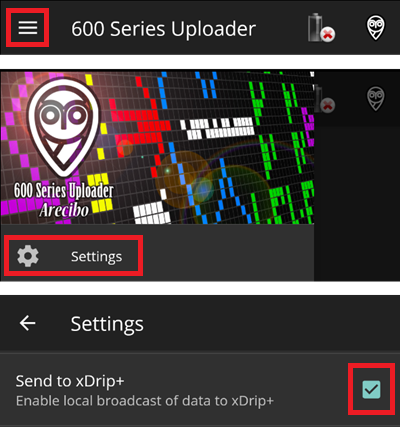 600 Series Uploader
600 Series Uploader
Arecibo
Settings
Settings
Send to xDrip+
Enable local broadcast of data to xDrip+